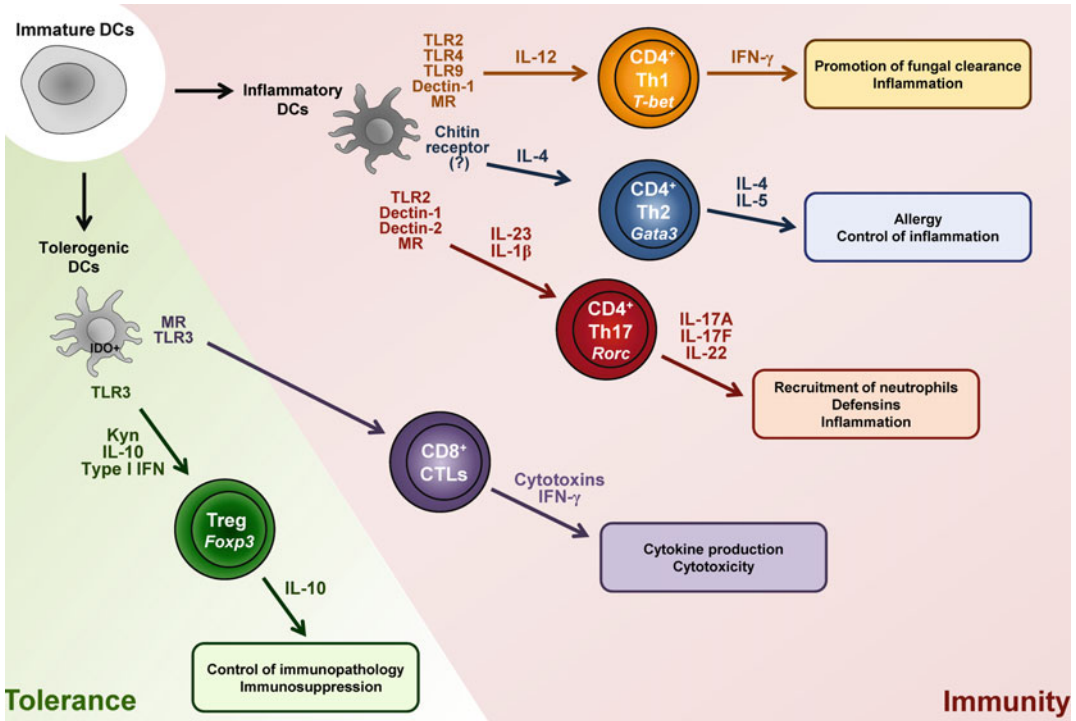 Immature DCs
Inflammatory
DCs
TLR2
TLR4
TLR9
Dectin-1
MR
IL-12
CD4+
Th1
T-bet
IFN-γ
Promotion of fungal clearance
Inflammation
Chitin
receptor
(?)
IL-4
CD4+
Th2
Gata3
IL-4
IL-5
Allergy
Control of inflammation
TLR2
Dectin-1
Dectin-2
MR
IL-23
IL-1β
CD4+
Th17
Rorc
IL-17A
IL-17F
IL-22
Recruitment of neutrophils
Defensins
Inflammation
Tolerogenic
DCs
IDO+
MR
TLR3
CD8+
CTLs
Cytotoxins
IFN-γ
Cytokine production
Cytotoxicity
TLR3
Kyn
IL-10
Type I IFN
Treg
Foxp3
IL-10
Control of immunopathology
Immunosuppression
Tolerance
Immunity